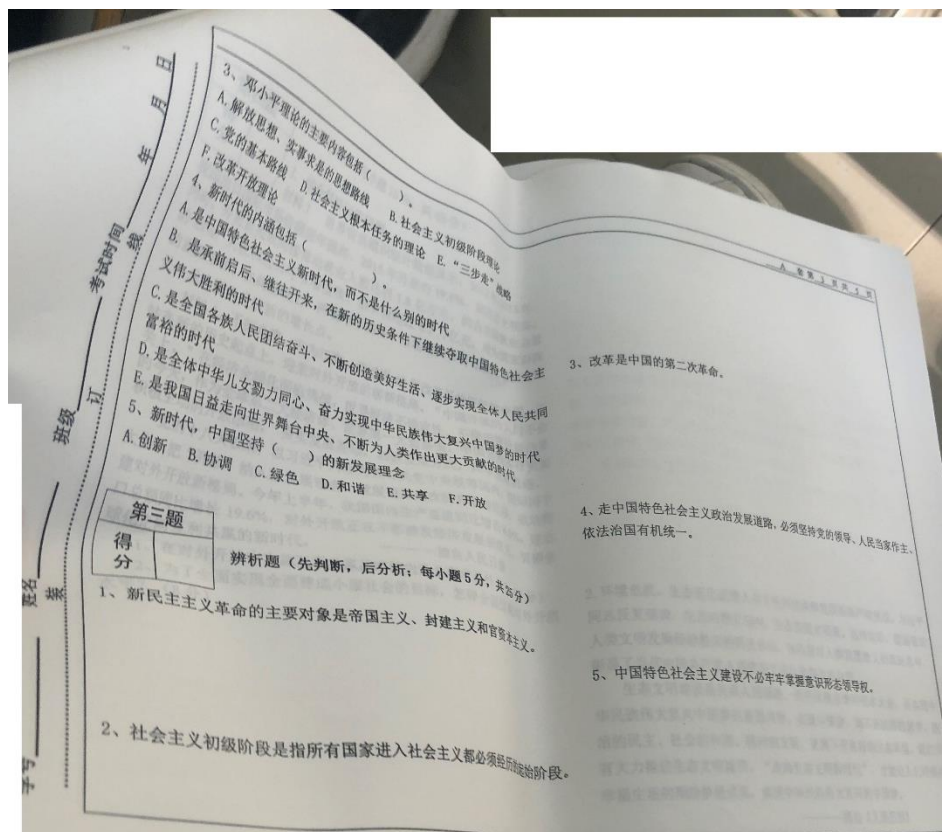 3、邓小平理论的主要内容包括（ ）。
A.解放思想、实事求是的思想路线 B.社会主义初级阶段理论
C.党的基本路线 D.社会主义根本任务的理论 E.“三步走”战略
F.改革开放理论
4、新时代的内涵包括（ ）。
A.是中国特色社会主义新时代，而不是什么别的时代
B.是承前启后、继往开来，在新的历史条件下继续夺取中国特色社会主
义伟大胜利的时代
C.是全国各族人民团结奋斗、不断创造美好生活、逐步实现全体人民共同
富裕的时代
D.是全体中华儿女勠力同心、奋力实现中华民族伟大复兴中国梦的时代
E.是我国日益走向世界舞台中央、不断为人类作出更大贡献的时代
5、新时代，中国坚持（ ）的新发展理念
A.创新 B.协调 C.绿色 D.和谐 E.共享 F.开放
第三题
得
分
辨析题（先判断，后分析；每小题5分，共25分）
1、新民主主义革命的主要对象是帝国主义、封建主义和官资本主义。
2、社会主义初级阶段是指所有国家进入社会主义都必须经历的起始阶段。
年 月 日
考试时间
班级
姓名
学号
线
订
装
A 套第 3 页共 5 页
3、改革是中国的第二次革命。
4、走中国特色社会主义政治发展道路，必须坚持党的领导、人民当家作主、
依法治国有机统一。
5、中国特色社会主义建设不必牢牢掌握意识形态领导权。